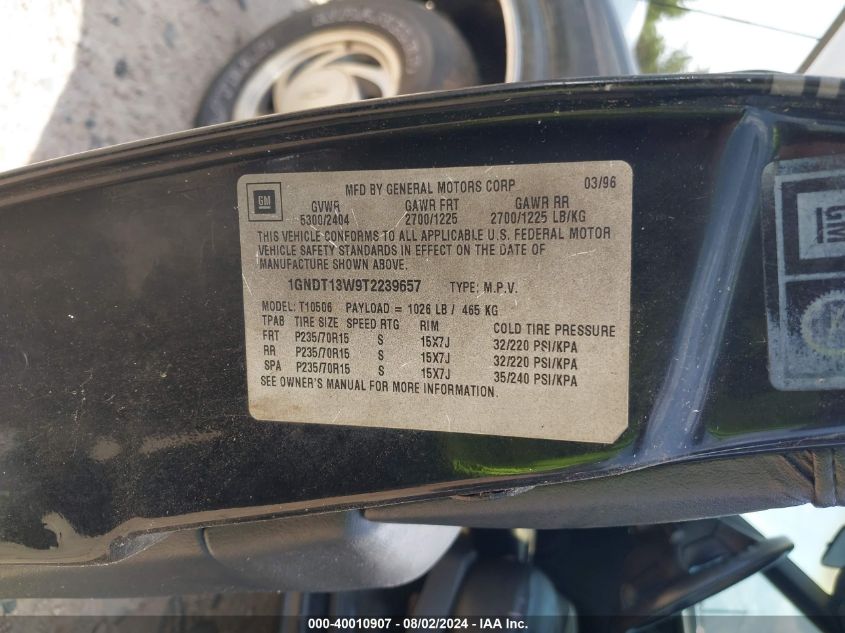 MFD BY GENERAL MOTORS CORP 03/96
GM
GVWR GAWR FRT GAWR RR
5300/2404 2700/1225 2700/1225 LB/KG
THIS VEHICLE CONFORMS TO ALL APPLICABLE U.S. FEDERAL MOTOR
VEHICLE SAFETY STANDARDS IN EFFECT ON THE DATE OF
MANUFACTURE SHOWN ABOVE.
1GNDT13W9T2239657 TYPE: M.P.V.
MODEL: T10506 PAYLOAD = 1026 LB / 465 KG
TPAB TIRE SIZE SPEED RTG RIM COLD TIRE PRESSURE
FRT P235/70R15 S 15X7J 32/220 PSI/KPA
RR P235/70R15 S 15X7J 32/220 PSI/KPA
SPA P235/70R15 S 15X7J 35/240 PSI/KPA
SEE OWNER'S MANUAL FOR MORE INFORMATION.
GM
000-40010907 - 08/02/2024 - IAA Inc.